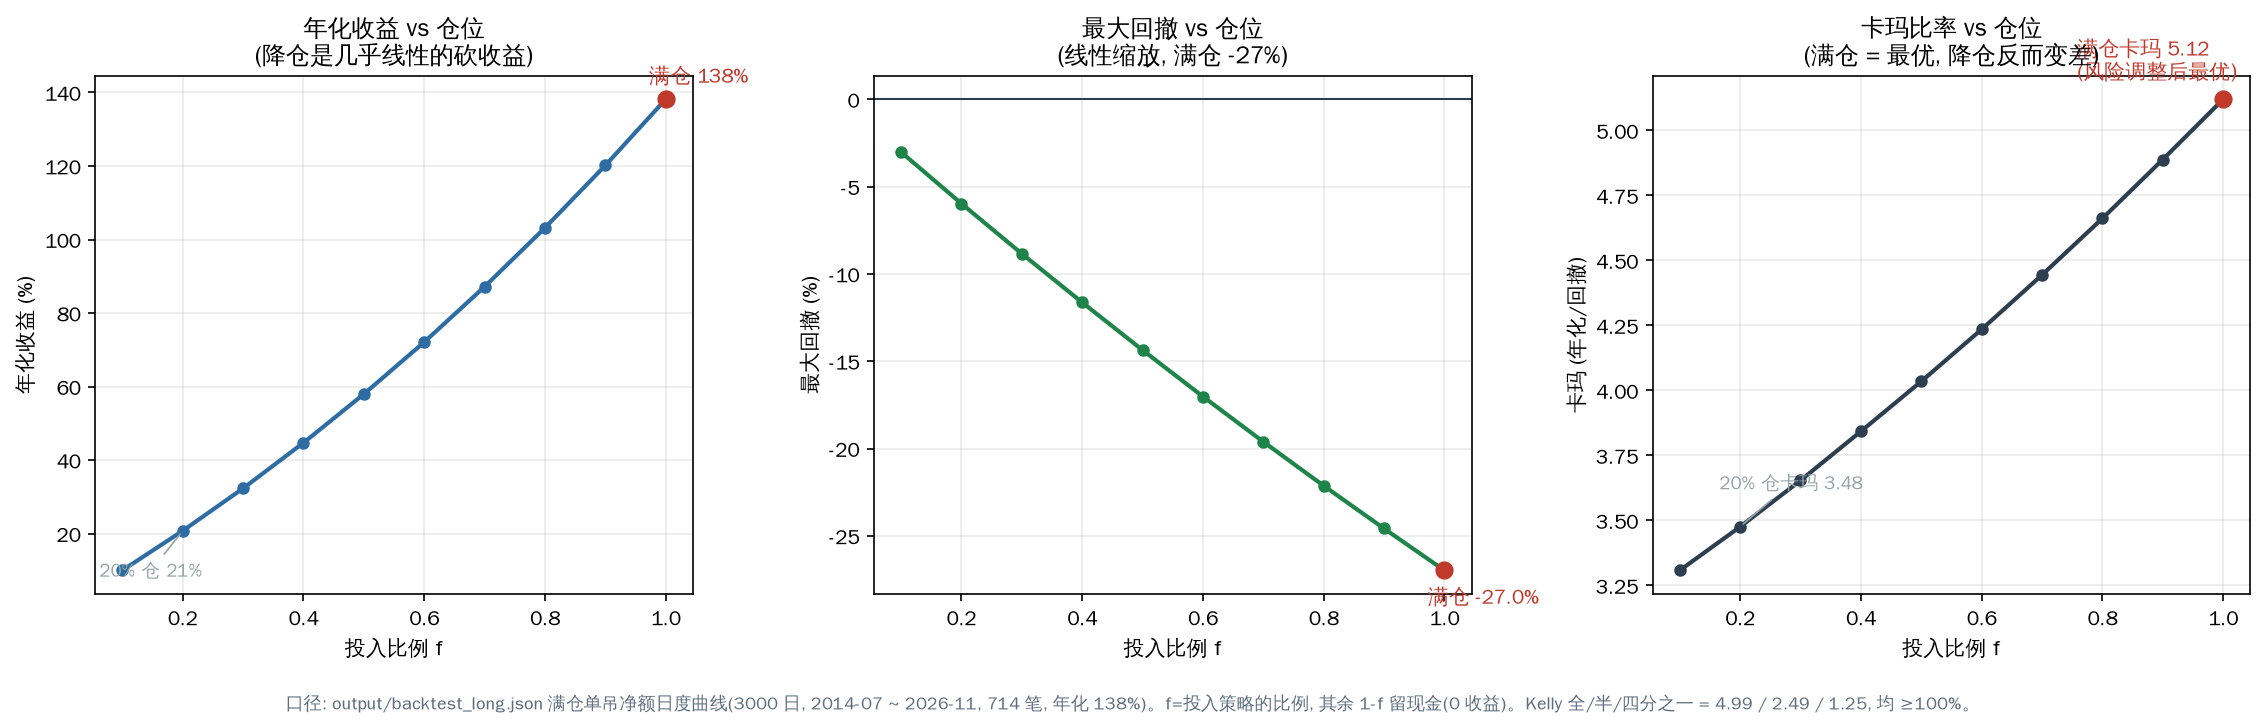 年化收益 vs 仓位
(降仓是几乎线性的砍收益)
满仓 138%
140
120
100
80
60
40
20
年化收益 (%)
20% 仓 21%
0.2 0.4 0.6 0.8 1.0
投入比例 f
最大回撤 vs 仓位
(线性缩放, 满仓 -27%)
0
-5
-10
-15
-20
-25
最大回撤 (%)
满仓 -27.0%
0.2 0.4 0.6 0.8 1.0
投入比例 f
卡玛比率 vs 仓位
(满仓 = 最优, 降仓反而变差)
满仓卡玛 5.12
(风险调整后最优)
5.00
4.75
4.50
4.25
4.00
3.75
3.50
3.25
卡玛 (年化/回撤)
20% 仓卡玛 3.48
0.2 0.4 0.6 0.8 1.0
投入比例 f
口径: output/backtest_long.json 满仓单吊净额日度曲线(3000 日, 2014-07 ~ 2026-11, 714 笔, 年化 138%)。f=投入策略的比例, 其余 1-f 留现金(0 收益)。Kelly 全/半/四分之一 = 4.99 / 2.49 / 1.25, 均 ≥100%。